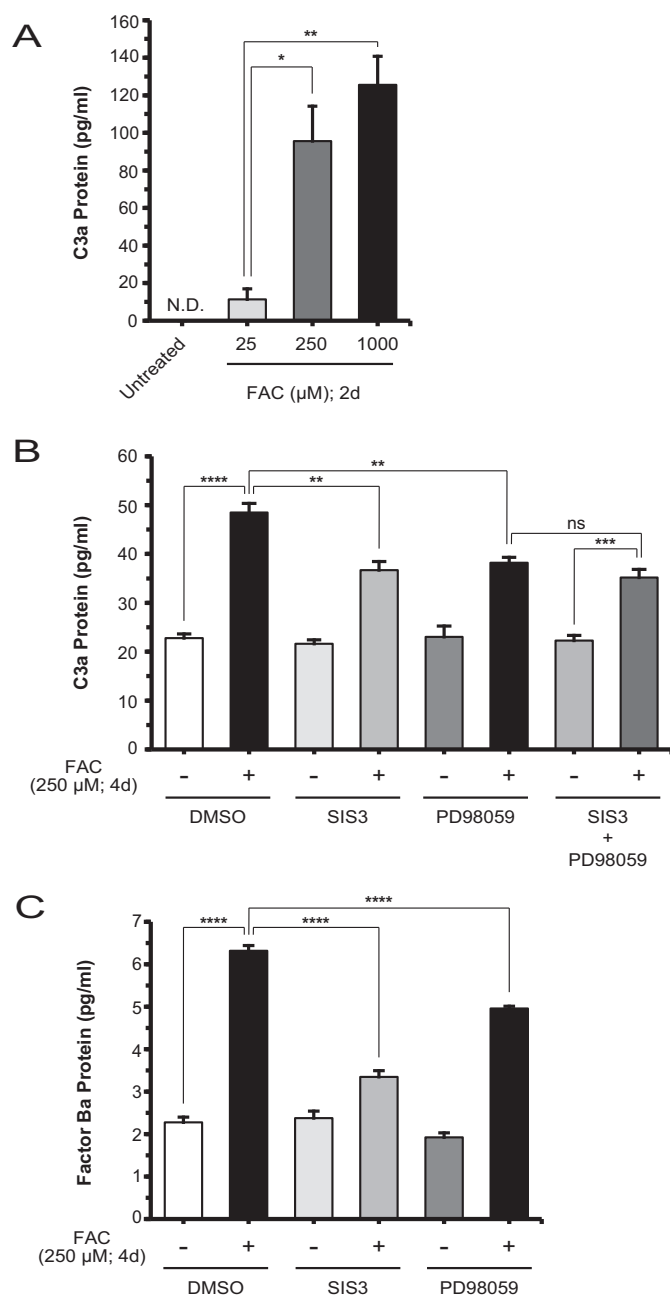 A
C3a Protein (pg/ml)
160
140
120
100
80
60
40
20
0
**
*
N.D.
Untreated
25 250 1000
FAC (µM); 2d
B
C3a Protein (pg/ml)
60
50
40
30
20
10
0
**
**** **
ns
***
FAC
(250 µM; 4d)
- + - + - + - +
DMSO SIS3 PD98059 SIS3
+
PD98059
C
Factor Ba Protein (pg/ml)
7
6
5
4
3
2
1
0
****
**** ****
FAC
(250 µM; 4d)
- + - + - +
DMSO SIS3 PD98059